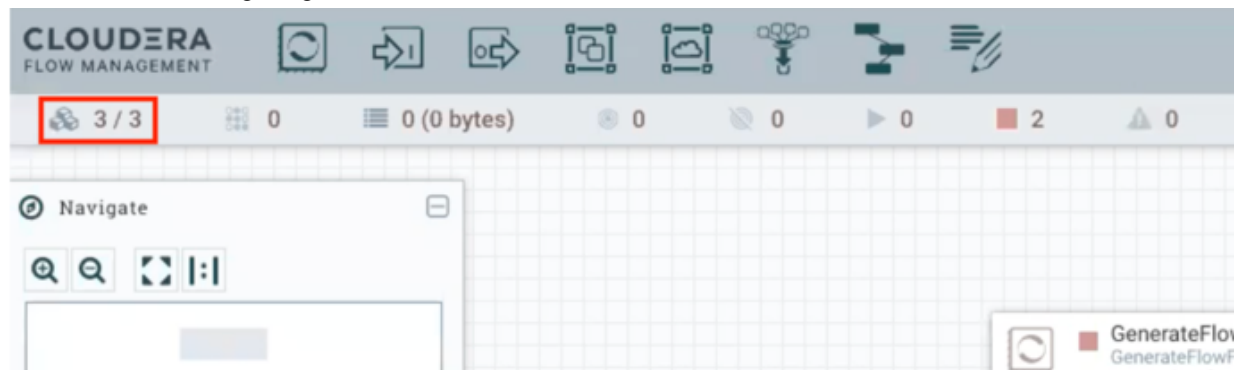 CLOUDERA
FLOW MANAGEMENT
3 / 3 0 0 (0 bytes) 0 0 0 2 0
Navigate
GenerateFlow
GenerateFlowF